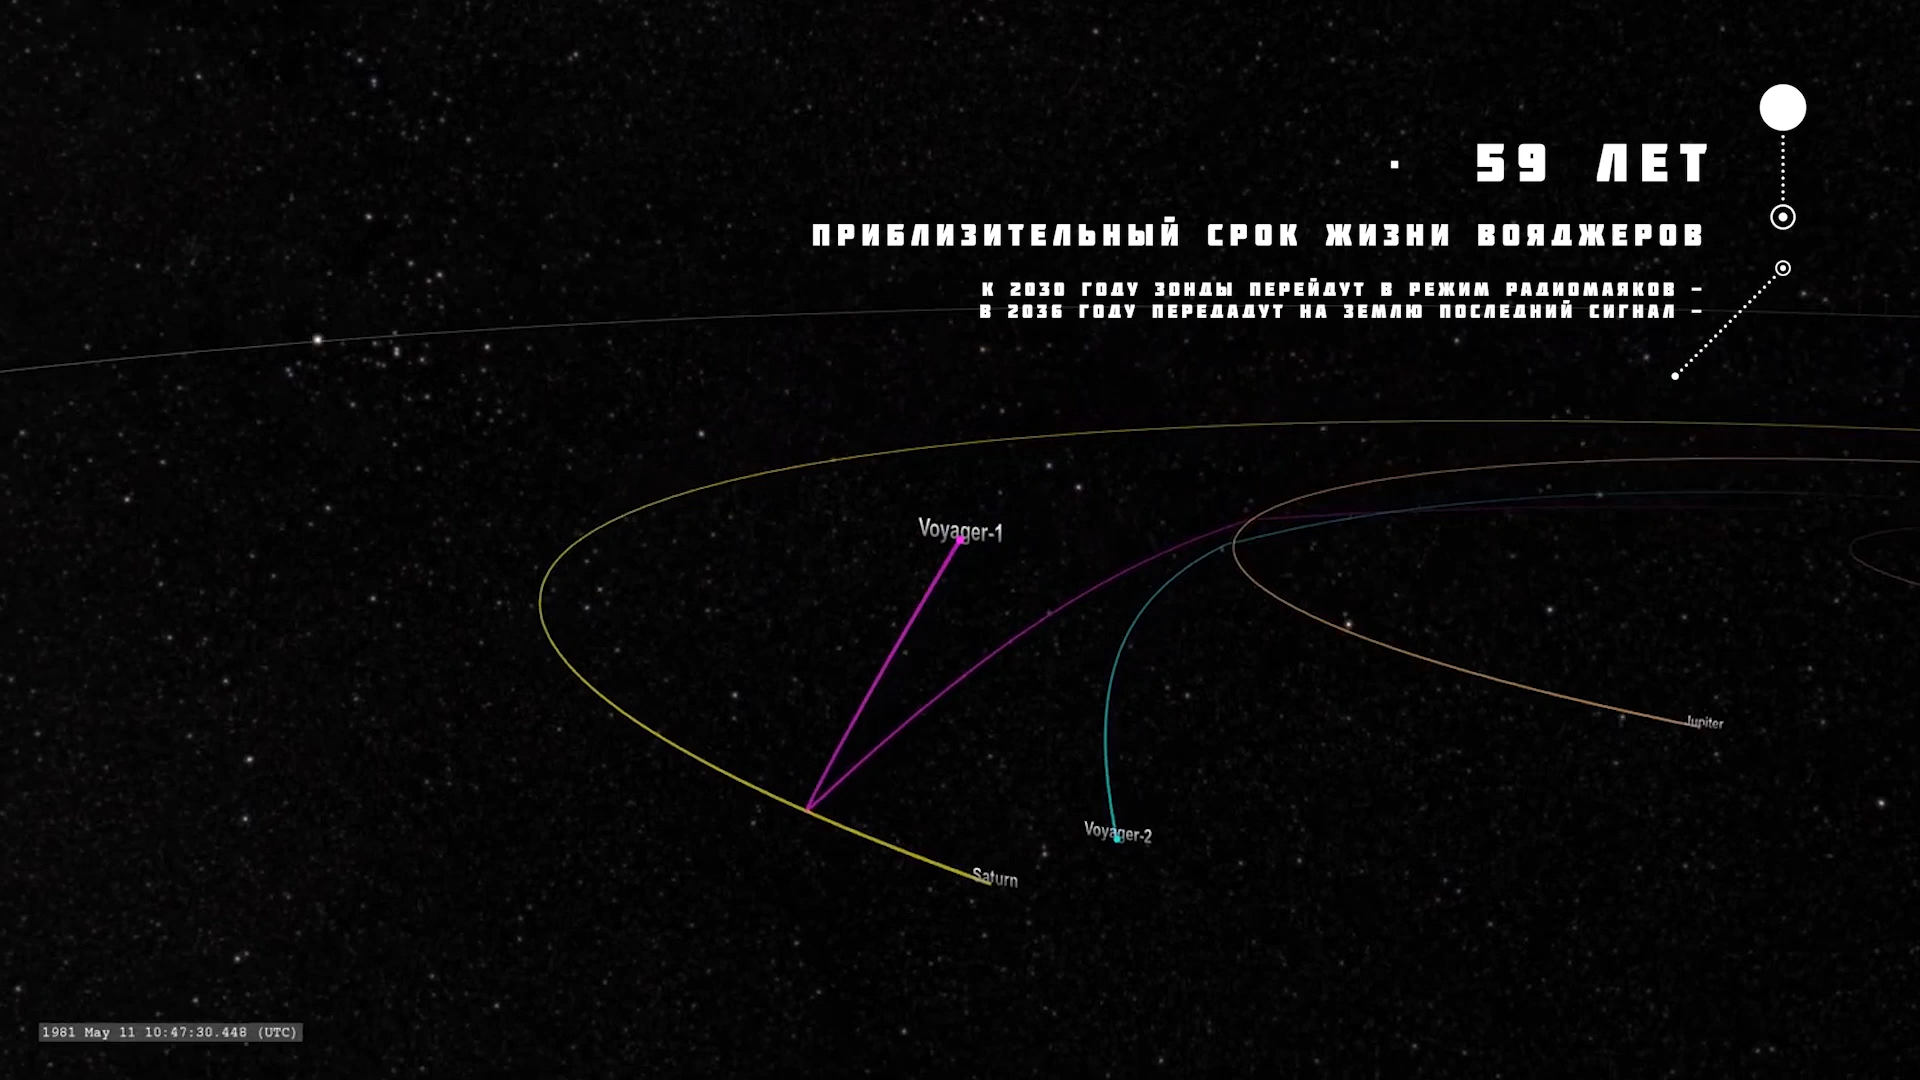 59 ЛЕТ
ПРИБЛИЗИТЕЛЬНЫЙ СРОК ЖИЗНИ ВОЯДЖЕРОВ
К 2030 ГОДУ ЗОНДЫ ПЕРЕЙДУТ В РЕЖИМ РАДИОМАЯКОВ –
В 2036 ГОДУ ПЕРЕДАДУТ НА ЗЕМЛЮ ПОСЛЕДНИЙ СИГНАЛ –
Voyager-1
Jupiter
Voyager-2
Saturn
1981 May 11 10:47:30.448 (UTC)